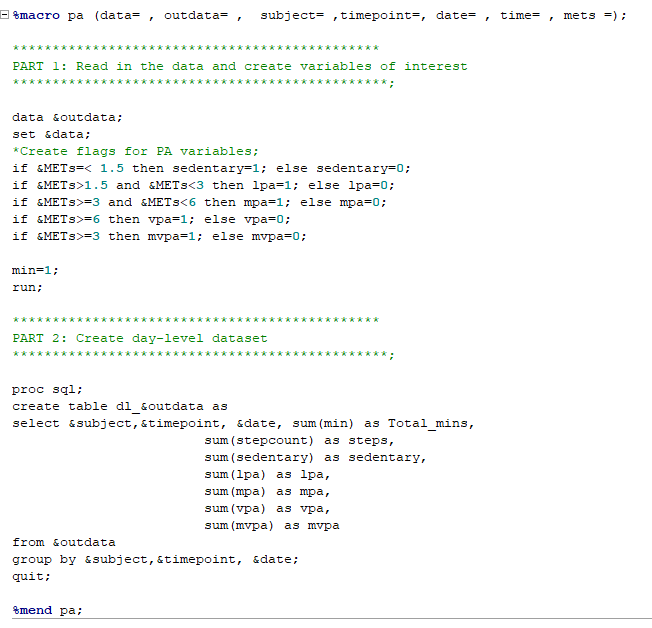 %macro pa (data= , outdata= ,  subject= ,timepoint=, date= , time= , mets =);
**********************************************
PART 1: Read in the data and create variables of interest
***********************************************;
data &outdata;
set &data;
*Create flags for PA variables;
if &METs=< 1.5 then sedentary=1; else sedentary=0;
if &METs>1.5 and &METs<3 then lpa=1; else lpa=0;
if &METs>=3 and &METs<6 then mpa=1; else mpa=0;
if &METs>=6 then vpa=1; else vpa=0;
if &METs>=3 then mvpa=1; else mvpa=0;
min=1;
run;
**********************************************
PART 2: Create day-level dataset
***********************************************;
proc sql;
create table dl_&outdata as
select &subject,&timepoint, &date, sum(min) as Total_mins,
sum(stepcount) as steps,
sum(sedentary) as sedentary,
sum(lpa) as lpa,
sum(mpa) as mpa,
sum(vpa) as vpa,
sum(mvpa) as mvpa
from &outdata
group by &subject,&timepoint, &date;
quit;
%mend pa;